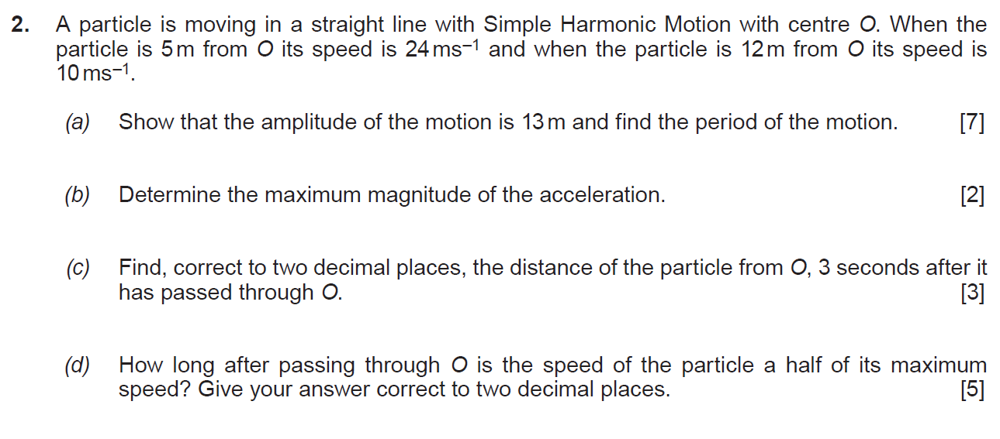 2. A particle is moving in a straight line with Simple Harmonic Motion with centre O. When the
particle is 5 m from O its speed is 24 ms⁻¹ and when the particle is 12 m from O its speed is
10 ms⁻¹.
(a) Show that the amplitude of the motion is 13 m and find the period of the motion. [7]
(b) Determine the maximum magnitude of the acceleration. [2]
(c) Find, correct to two decimal places, the distance of the particle from O, 3 seconds after it
has passed through O. [3]
(d) How long after passing through O is the speed of the particle a half of its maximum
speed? Give your answer correct to two decimal places. [5]